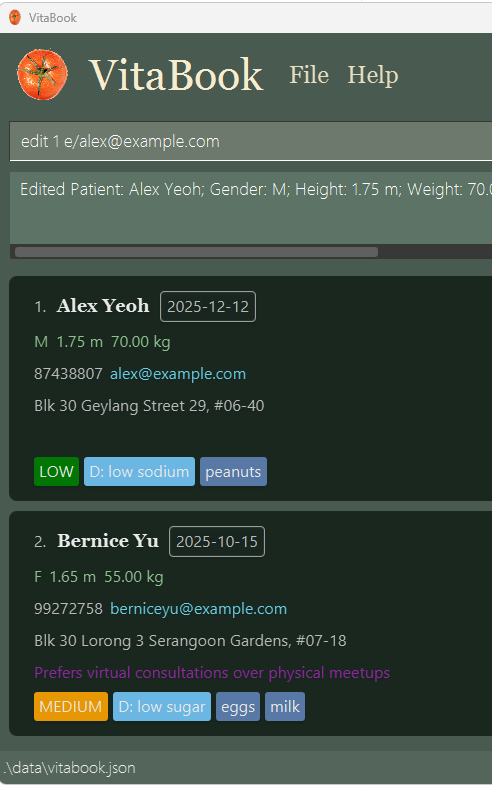 VitaBook
VitaBook File Help
edit 1 e/alex@example.com
Edited Patient: Alex Yeoh; Gender: M; Height: 1.75 m; Weight: 70.
1. Alex Yeoh 2025-12-12
M 1.75 m 70.00 kg
87438807 alex@example.com
Blk 30 Geylang Street 29, #06-40
LOW D: low sodium peanuts
2. Bernice Yu 2025-10-15
F 1.65 m 55.00 kg
99272758 berniceyu@example.com
Blk 30 Lorong 3 Serangoon Gardens, #07-18
Prefers virtual consultations over physical meetups
MEDIUM D: low sugar eggs milk
.\data\vitabook.json